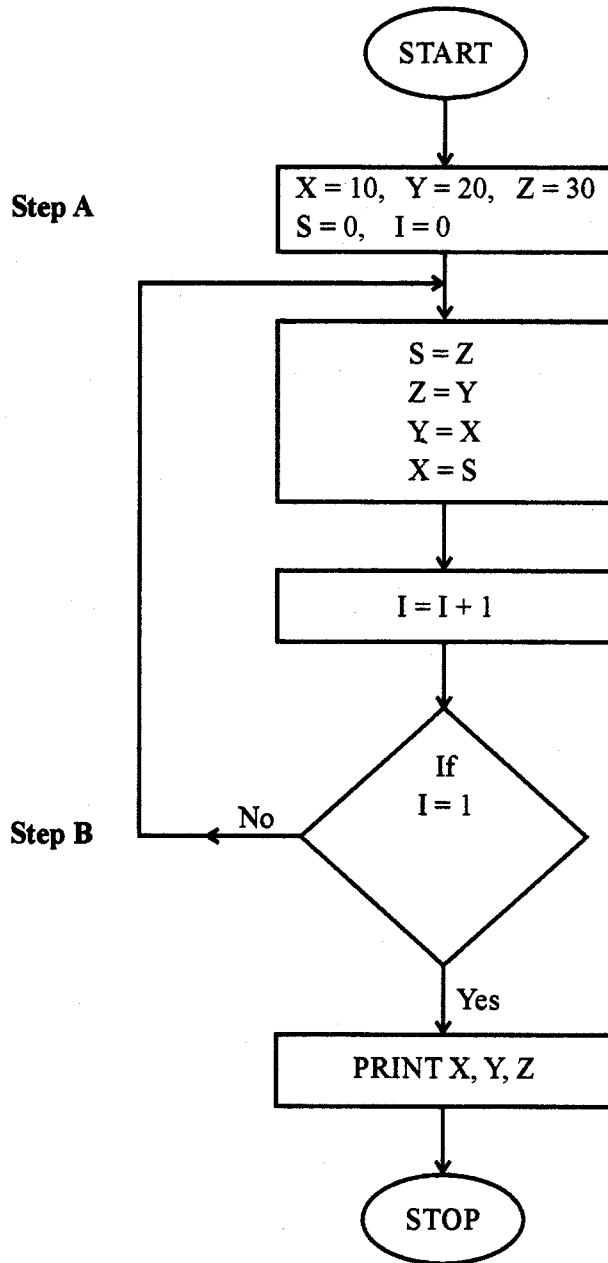 START
Step A
X = 10, Y = 20, Z = 30
S = 0, I = 0
S = Z
Z = Y
Y = X
X = S
I = I + 1
If
I = 1
No
Step B
Yes
PRINT X, Y, Z
STOP